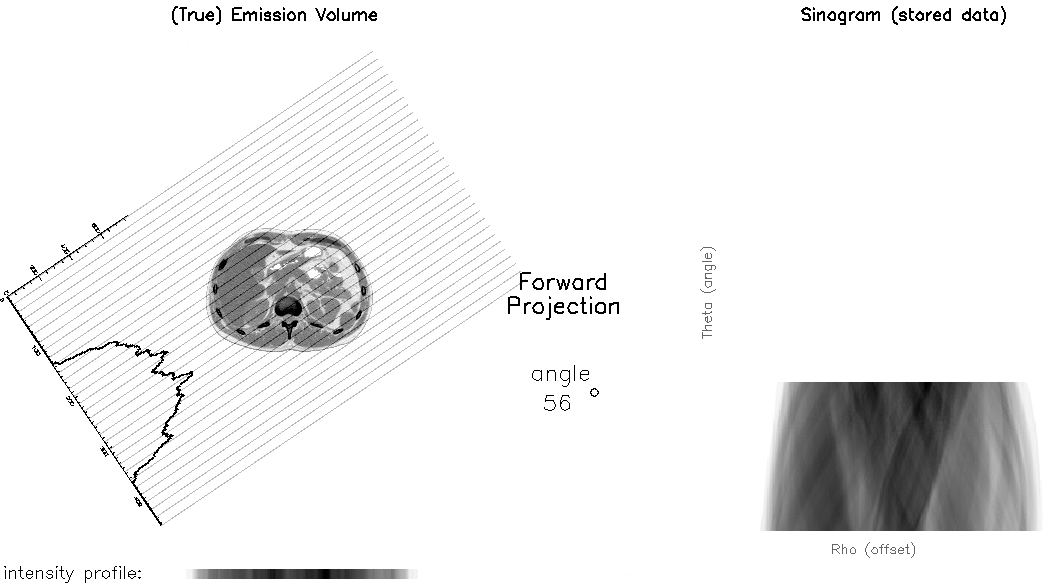 (True) Emission Volume
Sinogram (stored data)
Forward
Projection
angle
56 °
Theta (angle)
Rho (offset)
intensity profile: